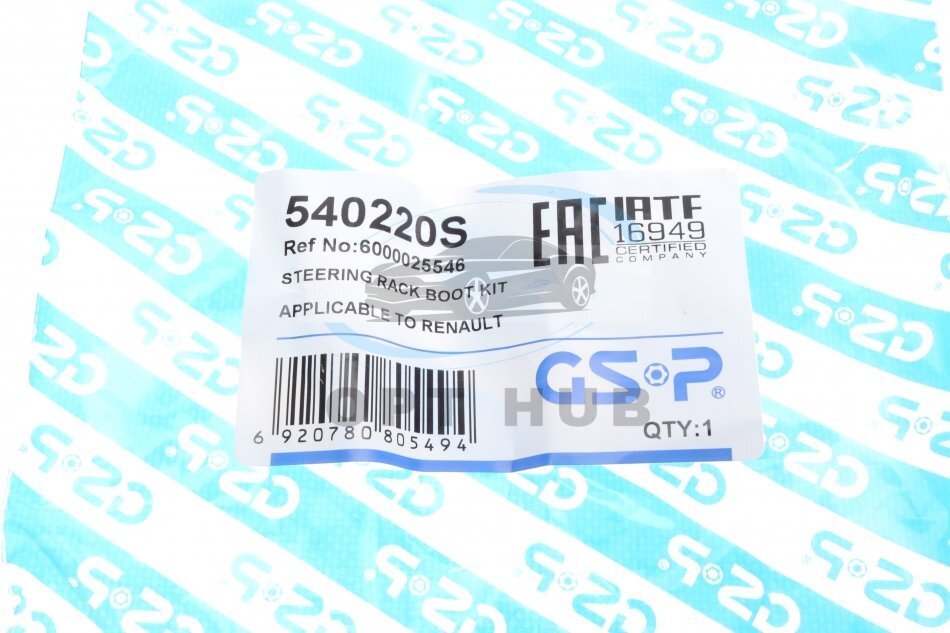 540220S
Ref No:6000025546
STEERING RACK BOOT KIT
APPLICABLE TO RENAULT
EAC
IATF
16949
CERTIFIED
COMPANY
GSP®
OPT HUB
6 920780 805494
QTY:1